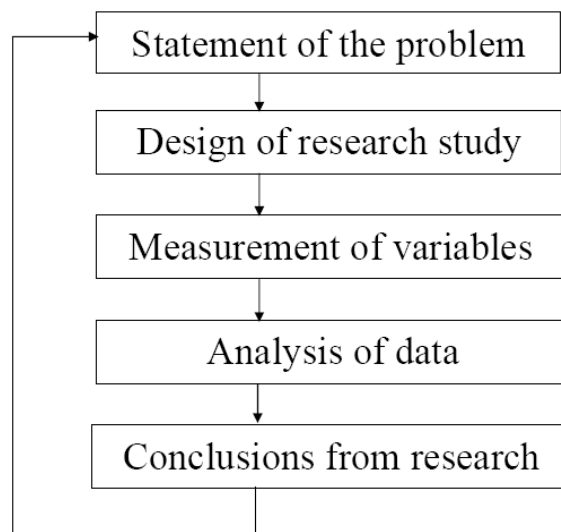 Statement of the problem
Design of research study
Measurement of variables
Analysis of data
Conclusions from research